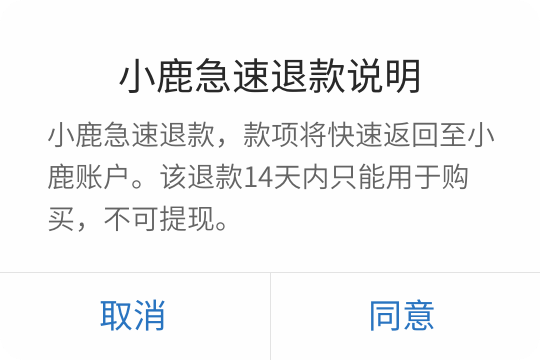 小鹿急速退款说明
小鹿急速退款，款项将快速返回至小
鹿账户。该退款14天内只能用于购
买，不可提现。
取消
同意